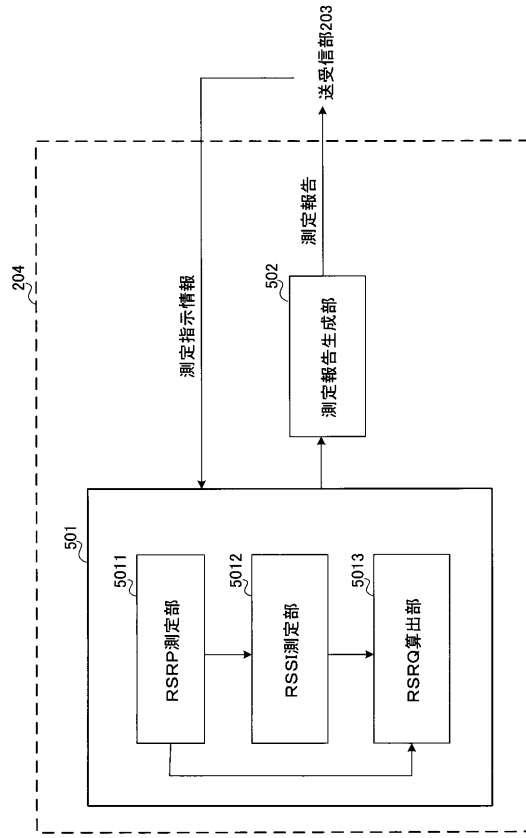 204
501
5011
RSRP測定部
5012
RSSI測定部
5013
RSRQ算出部
測定指示情報
502
測定報告生成部
測定報告
送受信部203